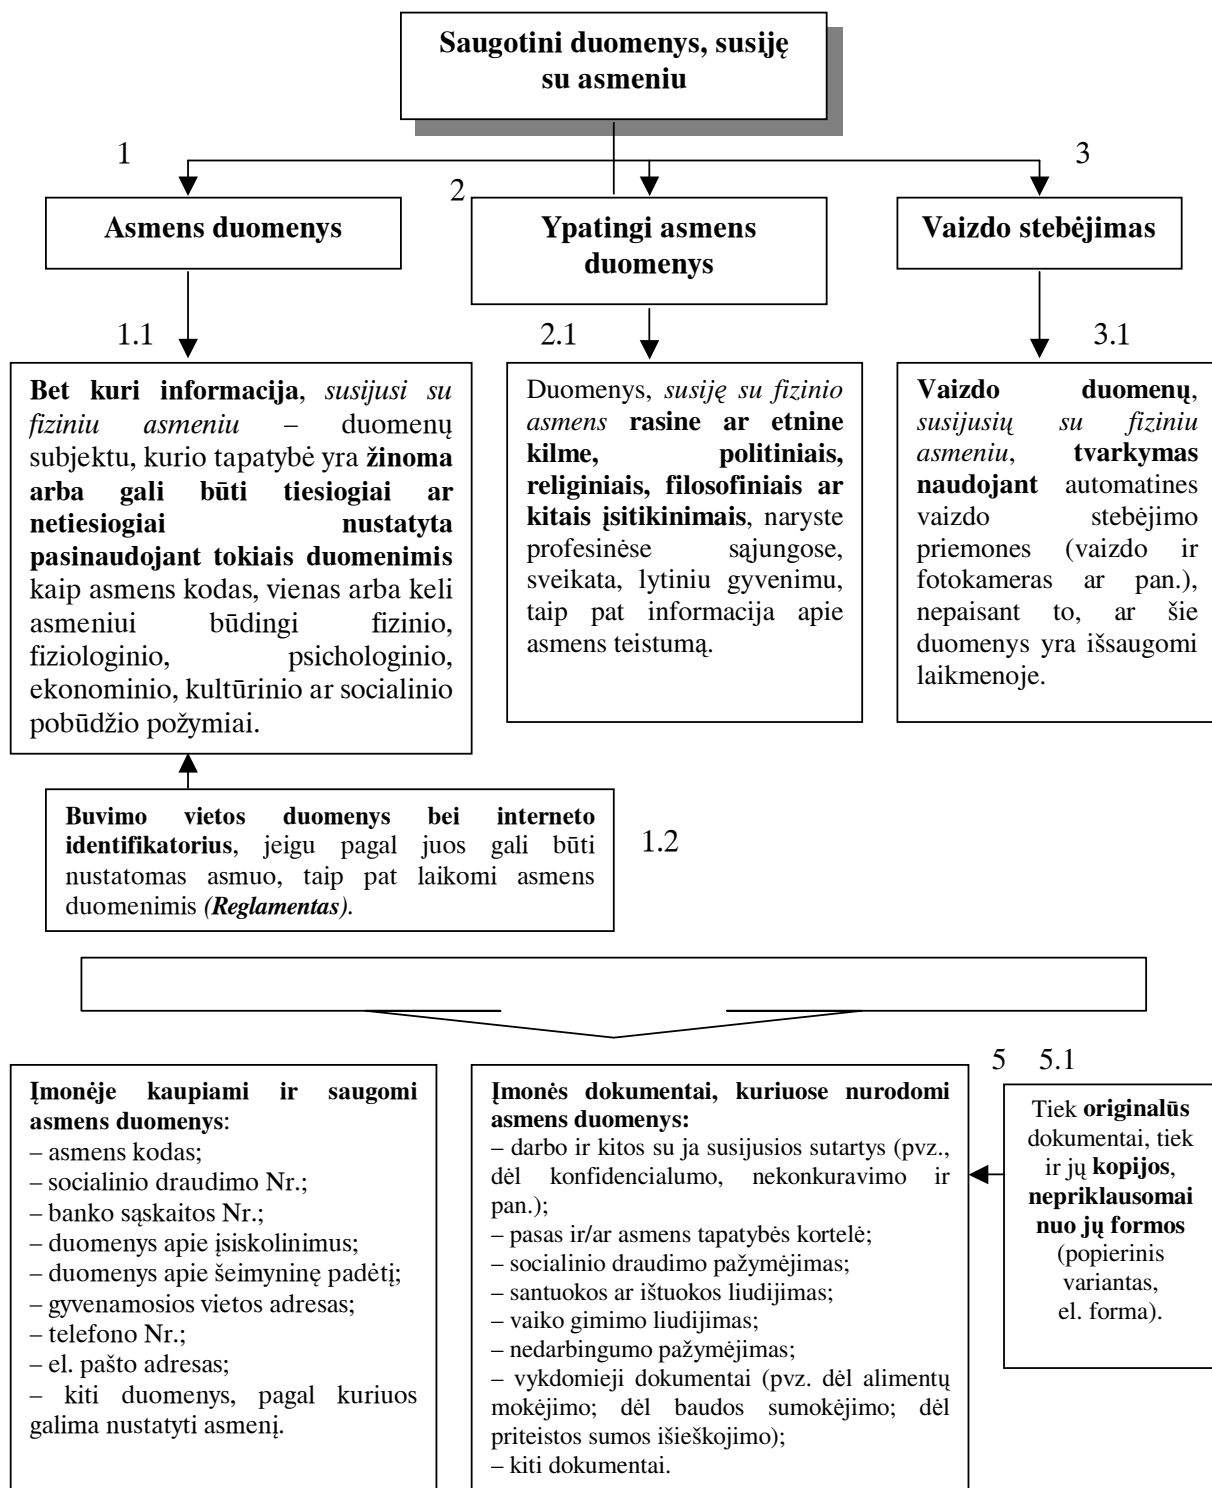 Saugotini duomenys, susiję
su asmeniu
1
2
3
Asmens duomenys
Ypatingi asmens
duomenys
Vaizdo stebėjimas
1.1
Bet kuri informacija, susijusi su
fiziniu asmeniu – duomenų
subjektu, kurio tapatybė yra žinoma
arba gali būti tiesiogiai ar
netiesiogiai nustatyta
pasinaudojant tokiais duomenimis
kaip asmens kodas, vienas arba keli
asmeniui būdingi fizinio,
fiziologinio, psichologinio,
ekonominio, kultūrinio ar socialinio
pobūdžio požymiai.
2.1
Duomenys, susiję su fizinio
asmens rasine ar etnine
kilme, politiniais,
religiniais, filosofiniais ar
kitais įsitikinimais, naryste
profesinėse sąjungose,
sveikata, lytiniu gyvenimu,
taip pat informacija apie
asmens teistumą.
3.1
Vaizdo duomenų,
susijusių su fiziniu
asmeniu, tvarkymas
naudojant automatines
vaizdo stebėjimo
priemones (vaizdo ir
fotokameras ar pan.),
nepaisant to, ar šie
duomenys yra išsaugomi
laikmenoje.
Buvimo vietos duomenys bei interneto
identifikatorius, jeigu pagal juos gali būti
nustatomas asmuo, taip pat laikomi asmens
duomenimis (Reglamentas).
1.2
Įmonėje kaupiami ir saugomi
asmens duomenys:
– asmens kodas;
– socialinio draudimo Nr.;
– banko sąskaitos Nr.;
– duomenys apie įsiskolinimus;
– duomenys apie šeimyninę padėtį;
– gyvenamosios vietos adresas;
– telefono Nr.;
– el. pašto adresas;
– kiti duomenys, pagal kuriuos
galima nustatyti asmenį.
Įmonės dokumentai, kuriuose nurodomi
asmens duomenys:
– darbo ir kitos su ja susijusios sutartys (pvz.,
dėl konfidencialumo, nekonkuravimo ir
pan.);
– pasas ir/ar asmens tapatybės kortelė;
– socialinio draudimo pažymėjimas;
– santuokos ar ištuokos liudijimas;
– vaiko gimimo liudijimas;
– nedarbingumo pažymėjimas;
– vykdomieji dokumentai (pvz. dėl alimentų
mokėjimo; dėl baudos sumokėjimo; dėl
priteistos sumos išieškojimo);
– kiti dokumentai.
5 5.1
Tiek originalūs
dokumentai, tiek
ir jų kopijos,
nepriklausomai
nuo jų formos
(popierinis
variantas,
el. forma).